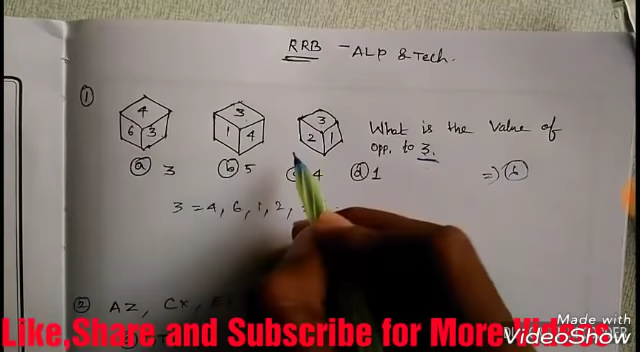 RRB - ALP & Tech.
①
4
6 3
3
1 4
3
2 1
What is the value of
opp. to 3.
ⓐ 3 ⓑ 5 4 ⓓ 1 ⇒ ⓑ
3 = 4, 6, 1, 2,
② AZ, CX,
Made with
VideoShow
Like,Share and Subscribe for More